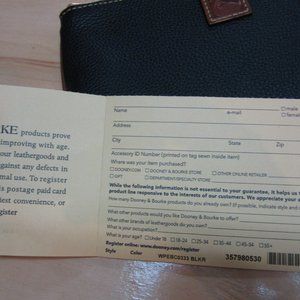 KE products prove
improving with age.
our leathergoods and
against any defects in
mal use. To register
is postage paid card
iest convenience, or
gister
Name
e-mail
male
female
Address
City
State
Zip
Accessory ID Number (printed on tag sewn inside item)
Where was your item purchased?
DOONEY.COM
DOONEY & BOURKE STORE
OTHER ONLINE RETAILER
GIFT
DEPARTMENT/SPECIALTY STORE
While the following information is not essential to your guarantee, it helps us
product line responsive to the interests of our customers. We appreciate your
How many Dooney & Bourke products do you already own? If possible, indicate
What other products would you like Dooney & Bourke to offer?
What other brands of leathergoods do you own?
What is your occupation?
What is your age?
Under 18
18-24
25-34
35-44
45-54
55+
Register online: www.dooney.com/register
Style
Color
WPEBC0323 BLKR
357980530